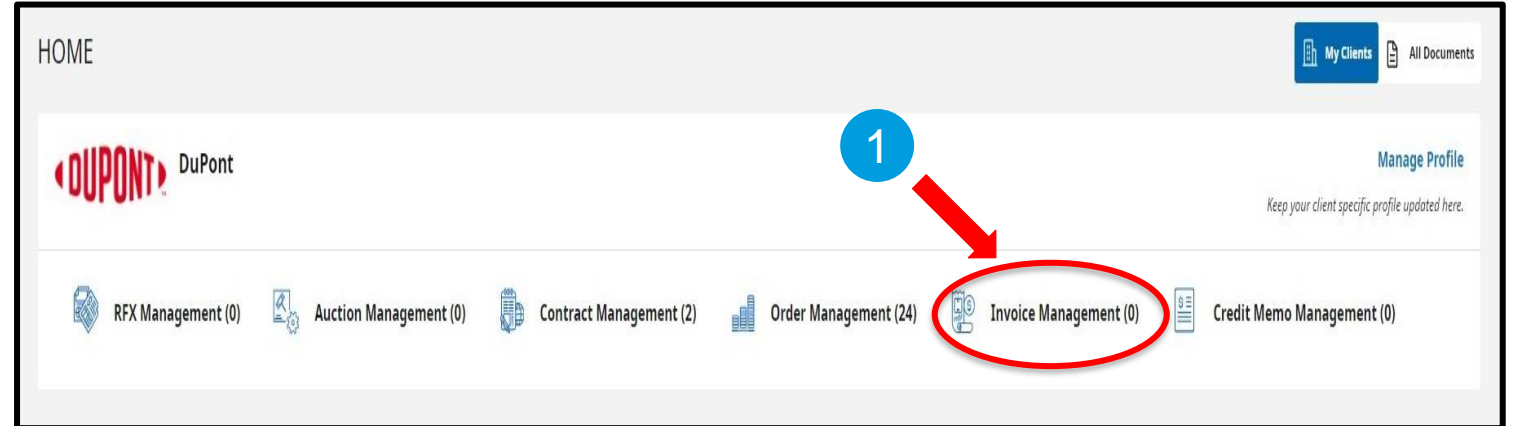 HOME
My Clients
All Documents
1
DUPONT™
DuPont
Manage Profile
Keep your client specific profile updated here.
RFX Management (0)
Auction Management (0)
Contract Management (2)
Order Management (24)
Invoice Management (0)
Credit Memo Management (0)